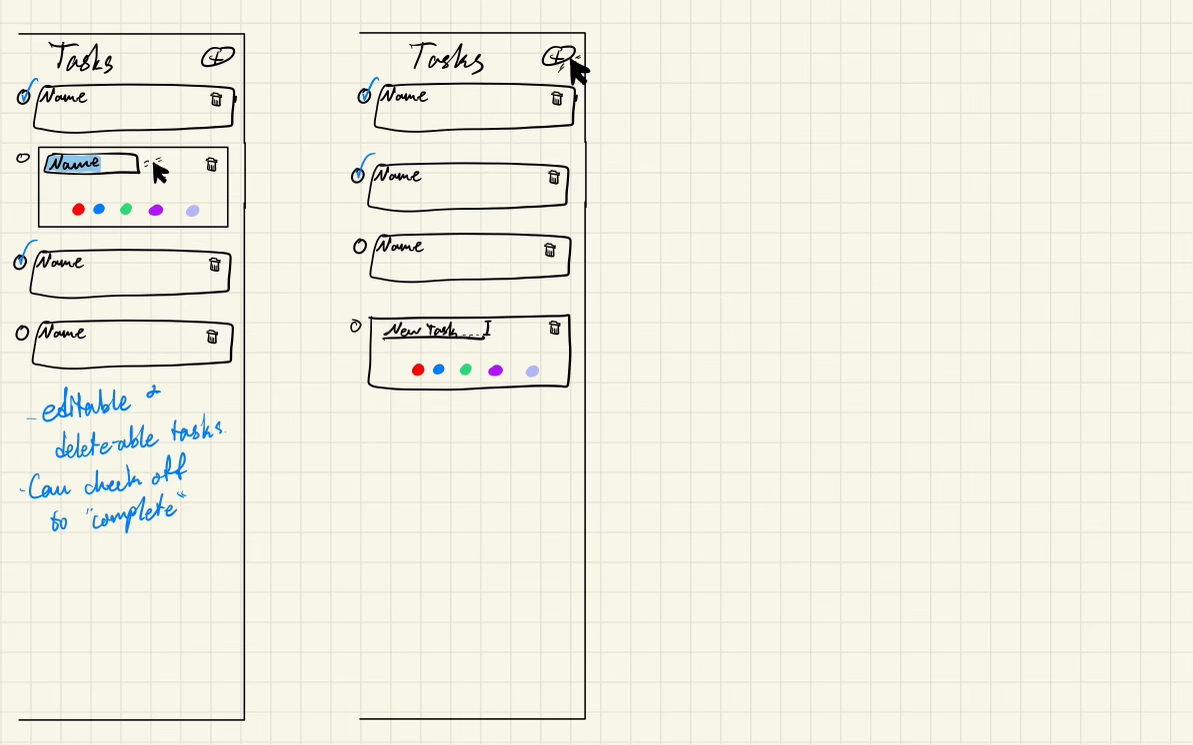 Tasks
Name
Name
Name
Name
- editable &
deleteable tasks.
- Can check off
to "complete"
Tasks
Name
Name
Name
New Task....